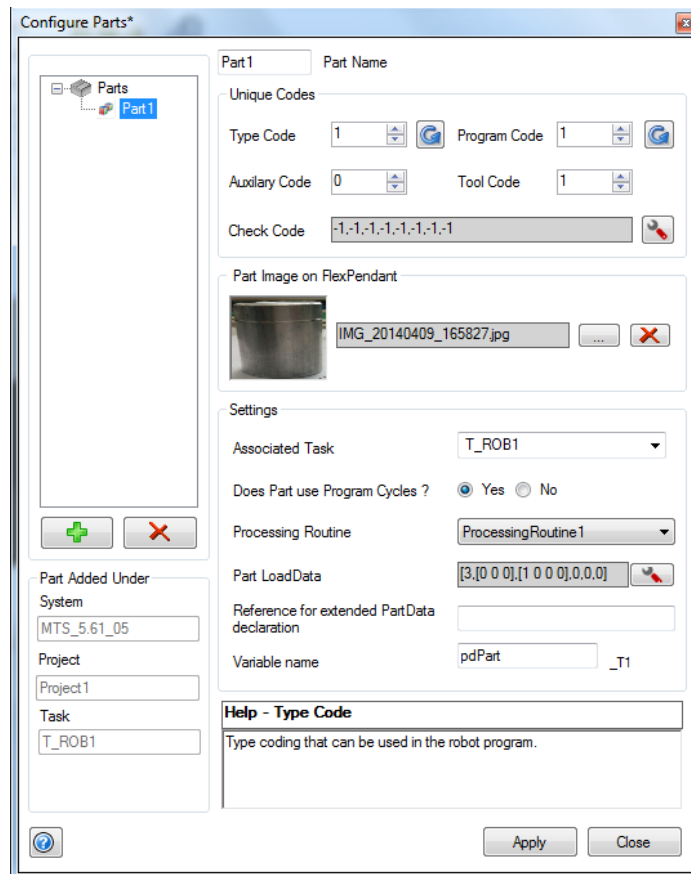 Configure Parts*
Parts
Part1
Part1 Part Name
Unique Codes
Type Code 1 Program Code 1
Auxilary Code 0 Tool Code 1
Check Code -1,-1,-1,-1,-1,-1,-1,-1
Part Image on FlexPendant
IMG_20140409_165827.jpg ...
Settings
Associated Task T_ROB1
Does Part use Program Cycles ? Yes No
Processing Routine ProcessingRoutine1
Part LoadData [3,[0 0 0],[1 0 0 0],0,0,0]
Reference for extended PartData
declaration
Variable name pdPart _T1
Part Added Under
System
MTS_5.61_05
Project
Project1
Task
T_ROB1
Help - Type Code
Type coding that can be used in the robot program.
Apply Close